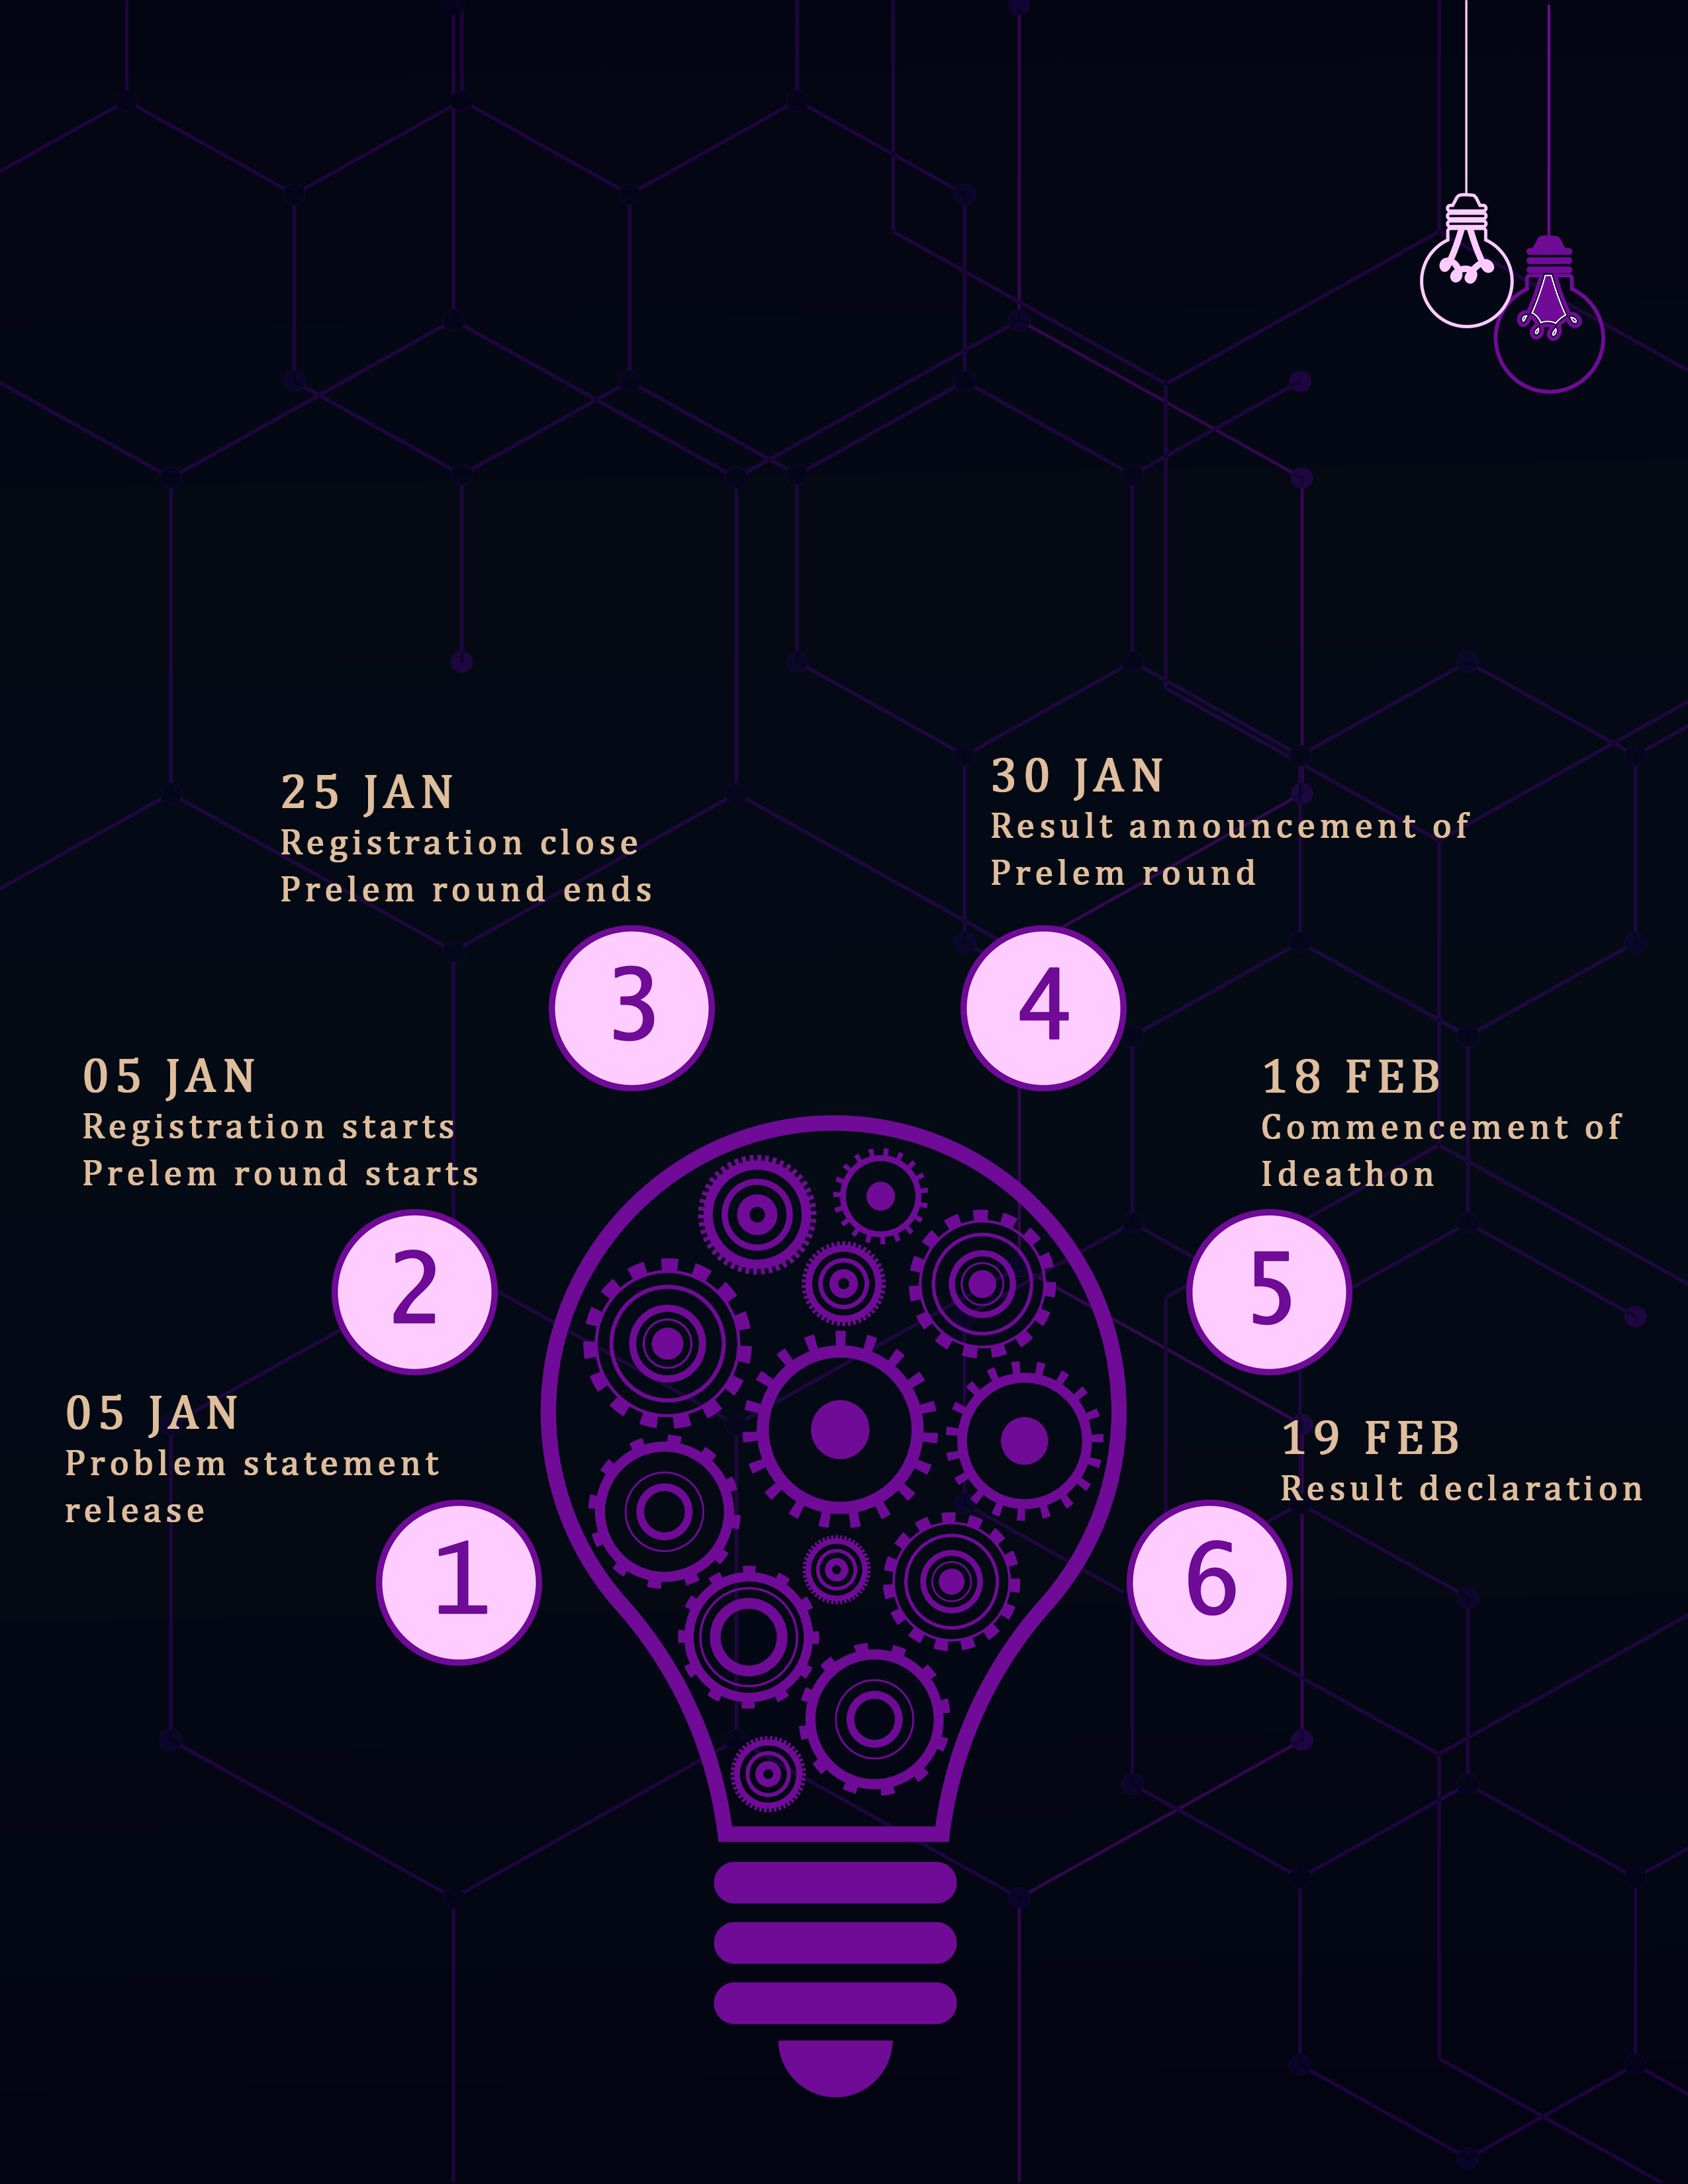 05 JAN
Problem statement
release
1
05 JAN
Registration starts
Prelem round starts
2
25 JAN
Registration close
Prelem round ends
3
30 JAN
Result announcement of
Prelem round
4
18 FEB
Commencement of
Ideathon
5
19 FEB
Result declaration
6